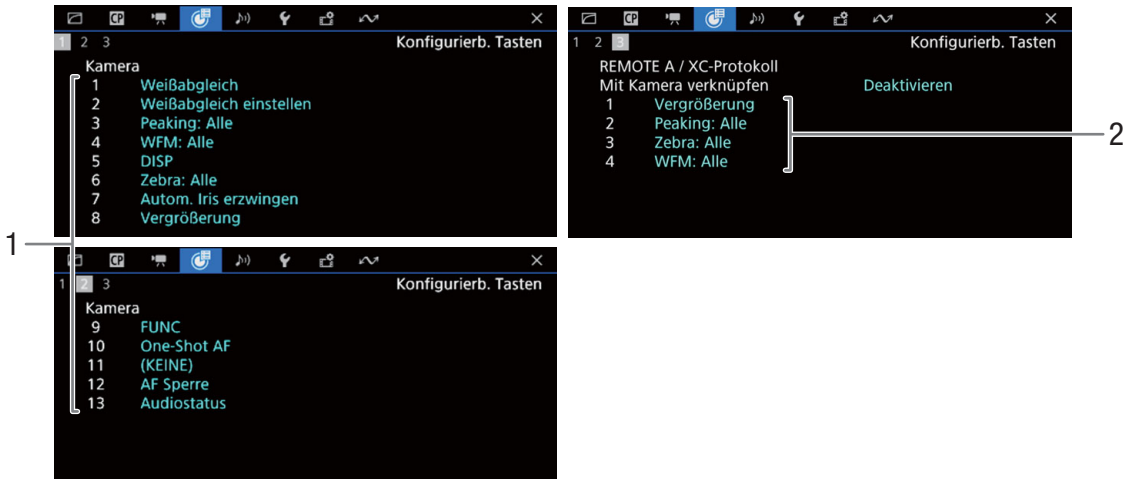 CP
1 2 3
Konfigurierb. Tasten
Kamera
1 Weißabgleich
2 Weißabgleich einstellen
3 Peaking: Alle
4 WFM: Alle
5 DISP
6 Zebra: Alle
7 Autom. Iris erzwingen
8 Vergrößerung
1
CP
1 2 3
Konfigurierb. Tasten
Kamera
9 FUNC
10 One-Shot AF
11 (KEINE)
12 AF Sperre
13 Audiostatus
CP
1 2 3
Konfigurierb. Tasten
REMOTE A / XC-Protokoll
Mit Kamera verknüpfen Deaktivieren
1 Vergrößerung
2 Peaking: Alle
3 Zebra: Alle
4 WFM: Alle
2